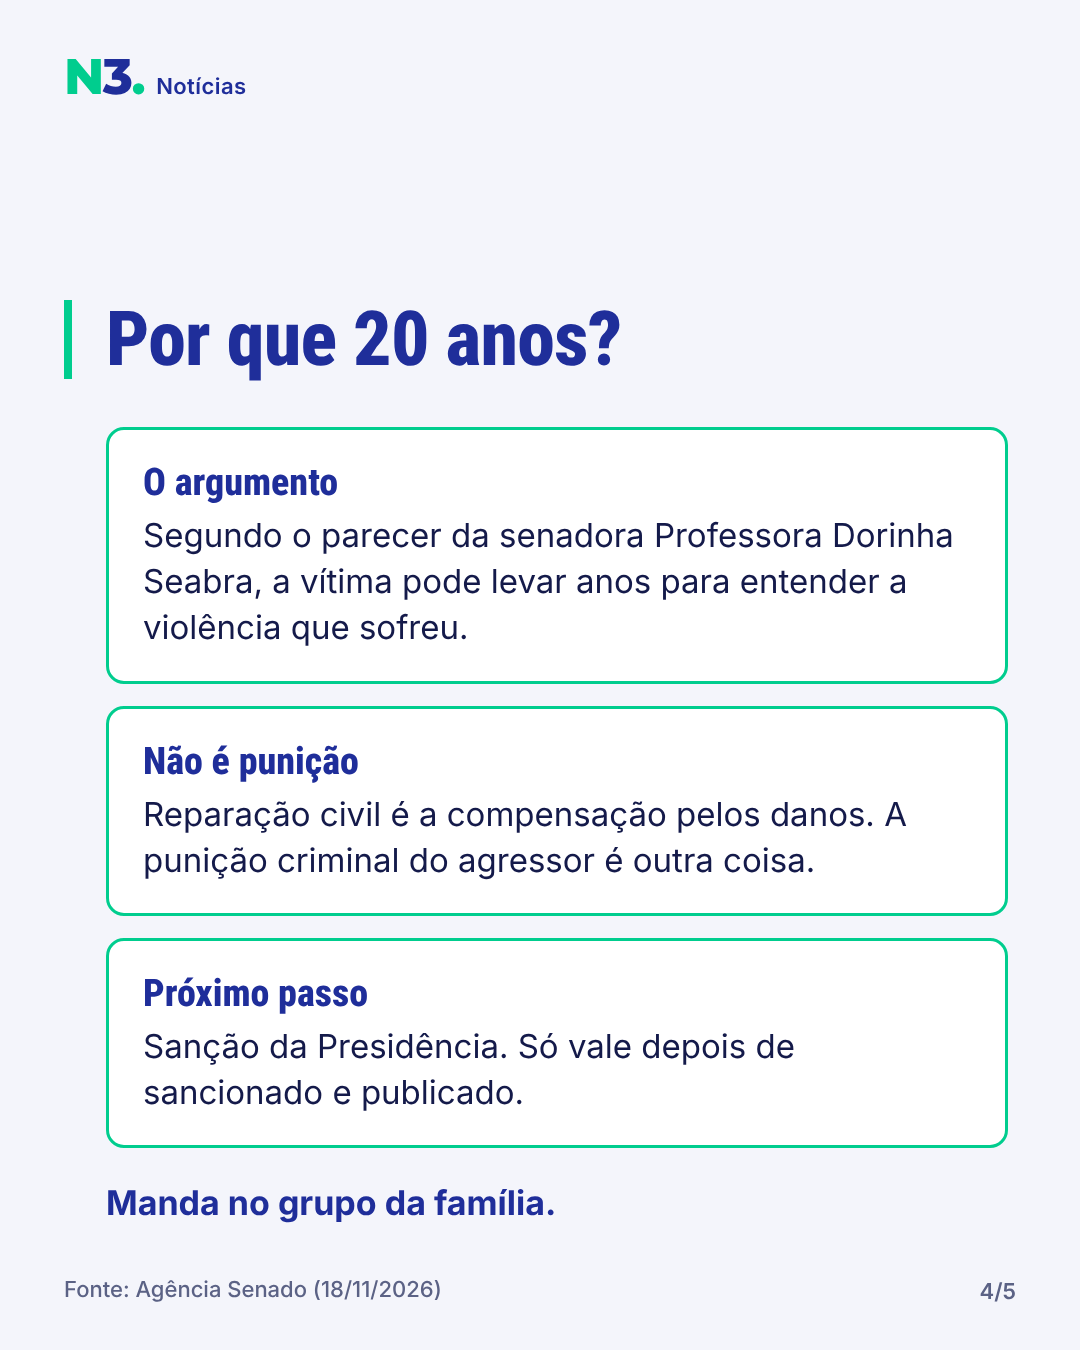 N3. Notícias
Por que 20 anos?
O argumento
Segundo o parecer da senadora Professora Dorinha
Seabra, a vítima pode levar anos para entender a
violência que sofreu.
Não é punição
Reparação civil é a compensação pelos danos. A
punição criminal do agressor é outra coisa.
Próximo passo
Sanção da Presidência. Só vale depois de
sancionado e publicado.
Manda no grupo da família.
Fonte: Agência Senado (18/11/2026)
4/5